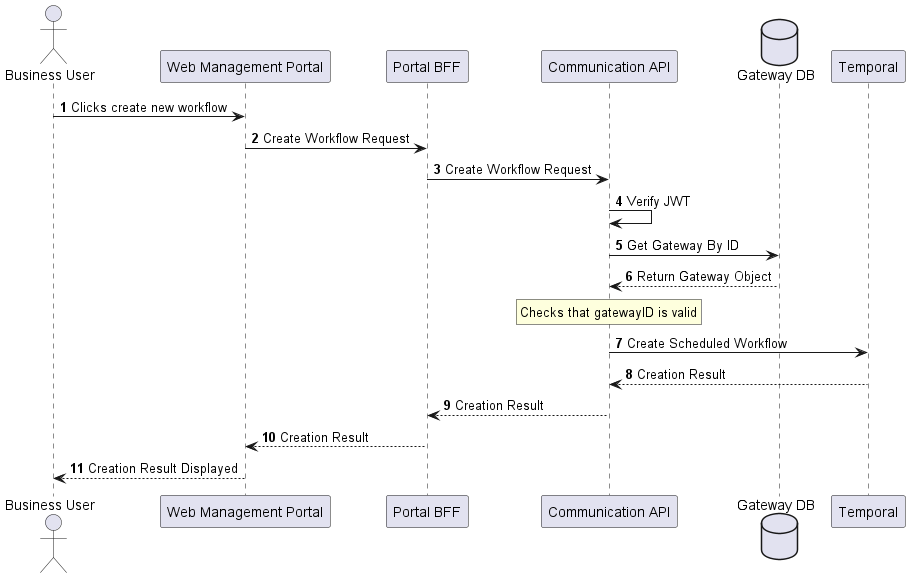 Business User
Web Management Portal
Portal BFF
Communication API
Gateway DB
Temporal
1 Clicks create new workflow
2 Create Workflow Request
3 Create Workflow Request
4 Verify JWT
5 Get Gateway By ID
6 Return Gateway Object
Checks that gatewayID is valid
7 Create Scheduled Workflow
8 Creation Result
9 Creation Result
10 Creation Result
11 Creation Result Displayed
Business User
Web Management Portal
Portal BFF
Communication API
Gateway DB
Temporal